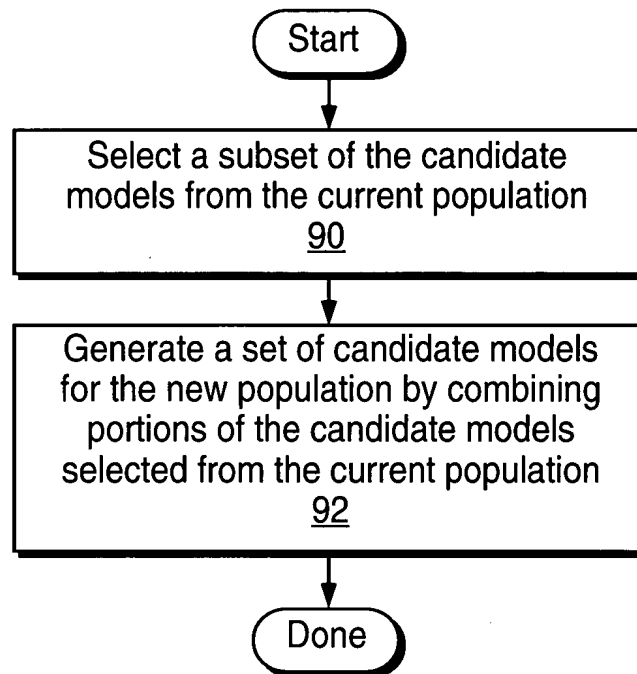 Start
Select a subset of the candidate
models from the current population
90
Generate a set of candidate models
for the new population by combining
portions of the candidate models
selected from the current population
92
Done